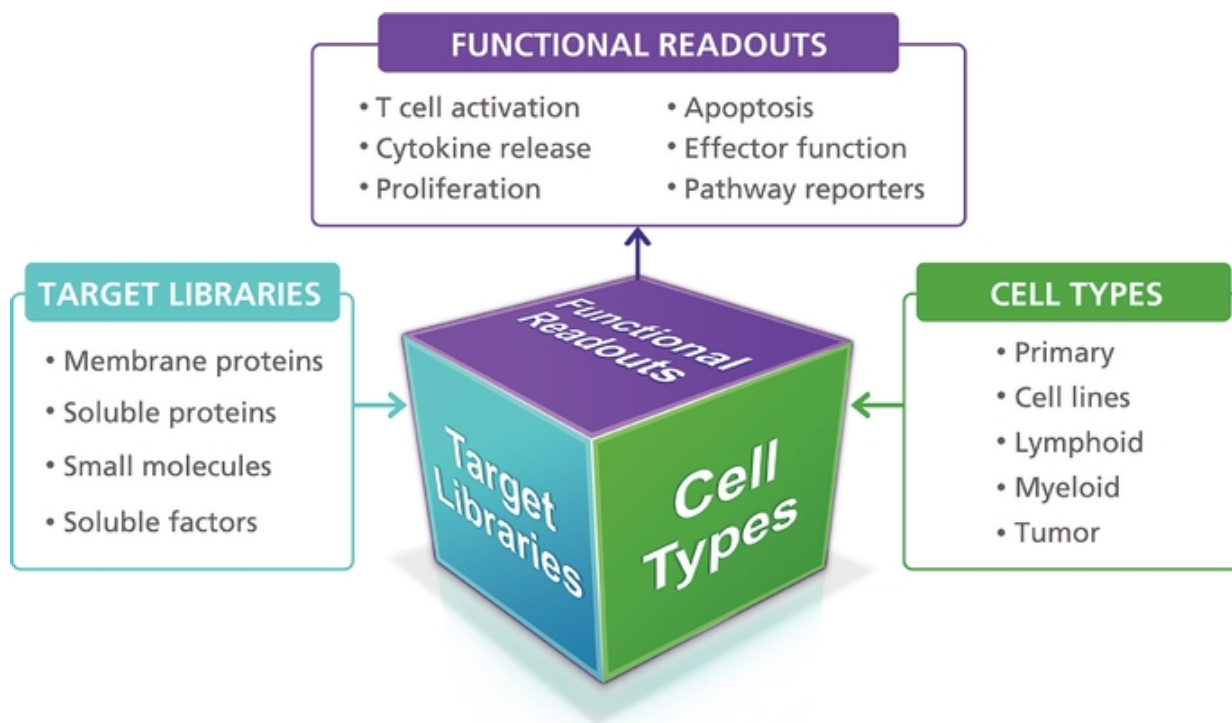 FUNCTIONAL READOUTS
• T cell activation
• Cytokine release
• Proliferation
• Apoptosis
• Effector function
• Pathway reporters
TARGET LIBRARIES
• Membrane proteins
• Soluble proteins
• Small molecules
• Soluble factors
Functional
Readouts
Target
Libraries
Cell
Types
CELL TYPES
• Primary
• Cell lines
• Lymphoid
• Myeloid
• Tumor